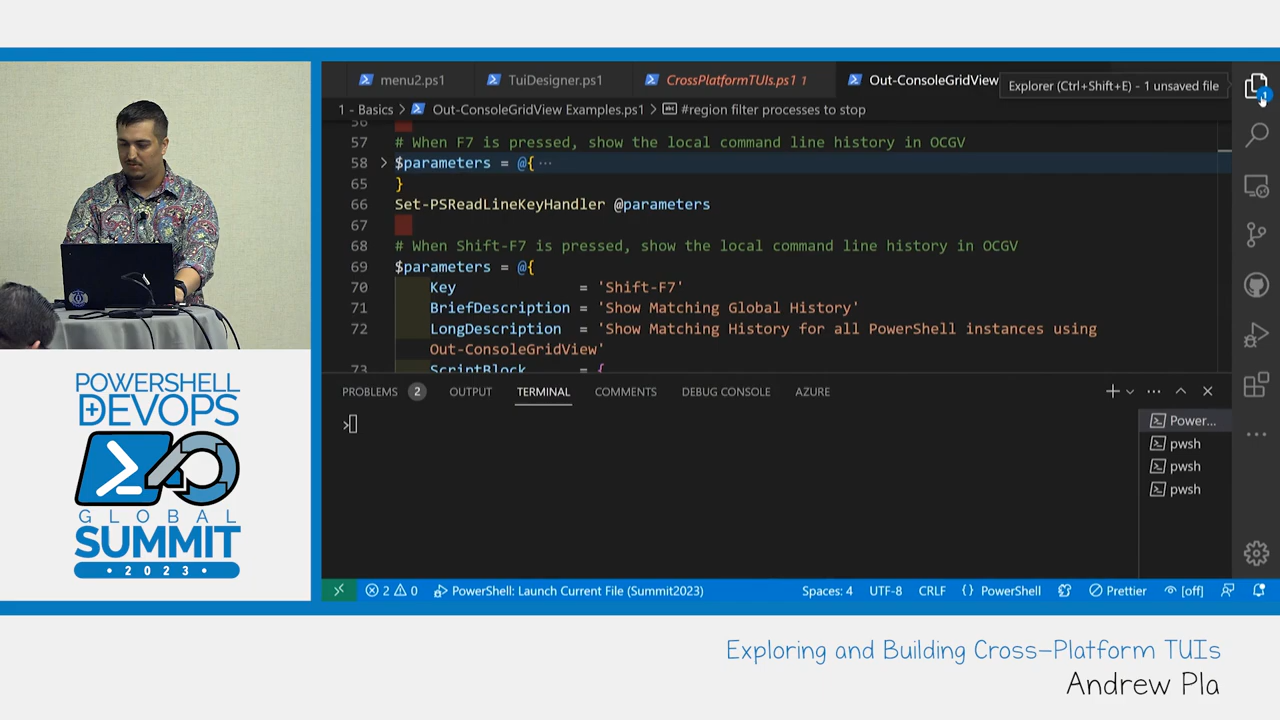 menu2.ps1
TuiDesigner.ps1
CrossPlatformTUIs.ps1 1
Out-ConsoleGridView
Explorer (Ctrl+Shift+E) - 1 unsaved file
1
1 - Basics > Out-ConsoleGridView Examples.ps1 > #region filter processes to stop
56
57 # When F7 is pressed, show the local command line history in OCGV
58 > $parameters = @{ ···
65 }
66 Set-PSReadLineKeyHandler @parameters
67
68 # When Shift-F7 is pressed, show the local command line history in OCGV
69 $parameters = @{
70 Key = 'Shift-F7'
71 BriefDescription = 'Show Matching Global History'
72 LongDescription = 'Show Matching History for all PowerShell instances using
Out-ConsoleGridView'
73 ScriptBlock = {
PROBLEMS 2 OUTPUT TERMINAL COMMENTS DEBUG CONSOLE AZURE
>
Power...
pwsh
pwsh
pwsh
2 0 PowerShell: Launch Current File (Summit2023) Spaces: 4 UTF-8 CRLF {} PowerShell Prettier [off]
POWERSHELL
+DEVOPS
GLOBAL
SUMMIT
• 2023 •
Exploring and Building Cross-Platform TUIs
Andrew Pla